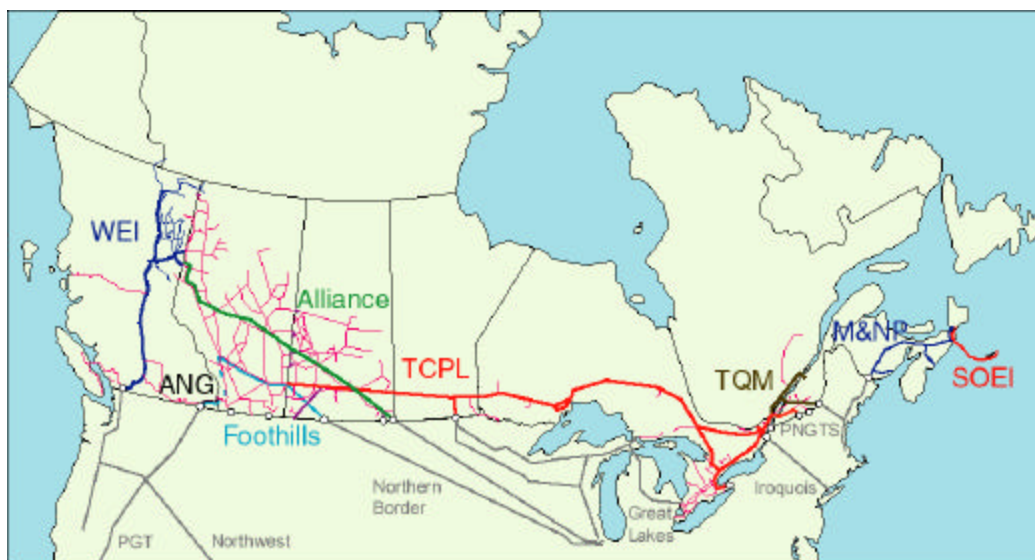 WEI
Alliance
M&NP
TCPL
SOEI
ANG
TQM
Foothills
PNGTS
Northern
Border
Iroquois
Great
Lakes
PGT
Northwest